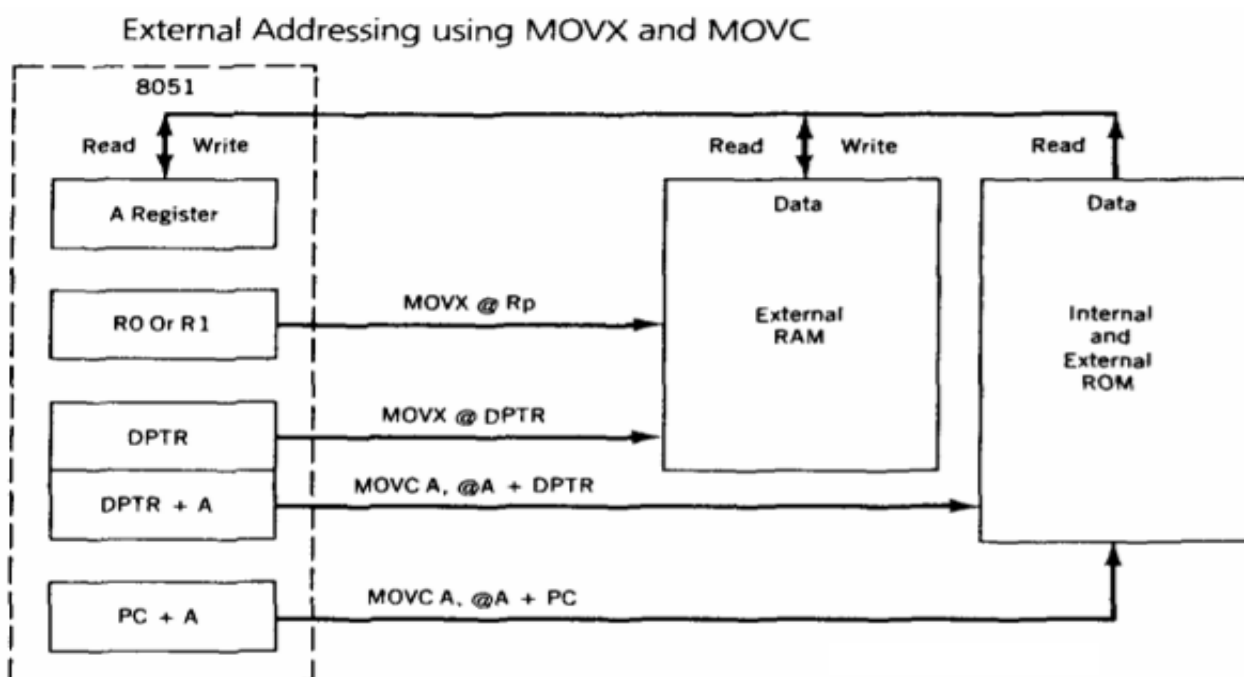 External Addressing using MOVX and MOVC
8051
Read Write
Read Write
Read
A Register
Data
Data
R0 Or R1
MOVX @ Rp
External
RAM
Internal
and
External
ROM
DPTR
MOVX @ DPTR
DPTR + A
MOVC A, @A + DPTR
PC + A
MOVC A, @A + PC